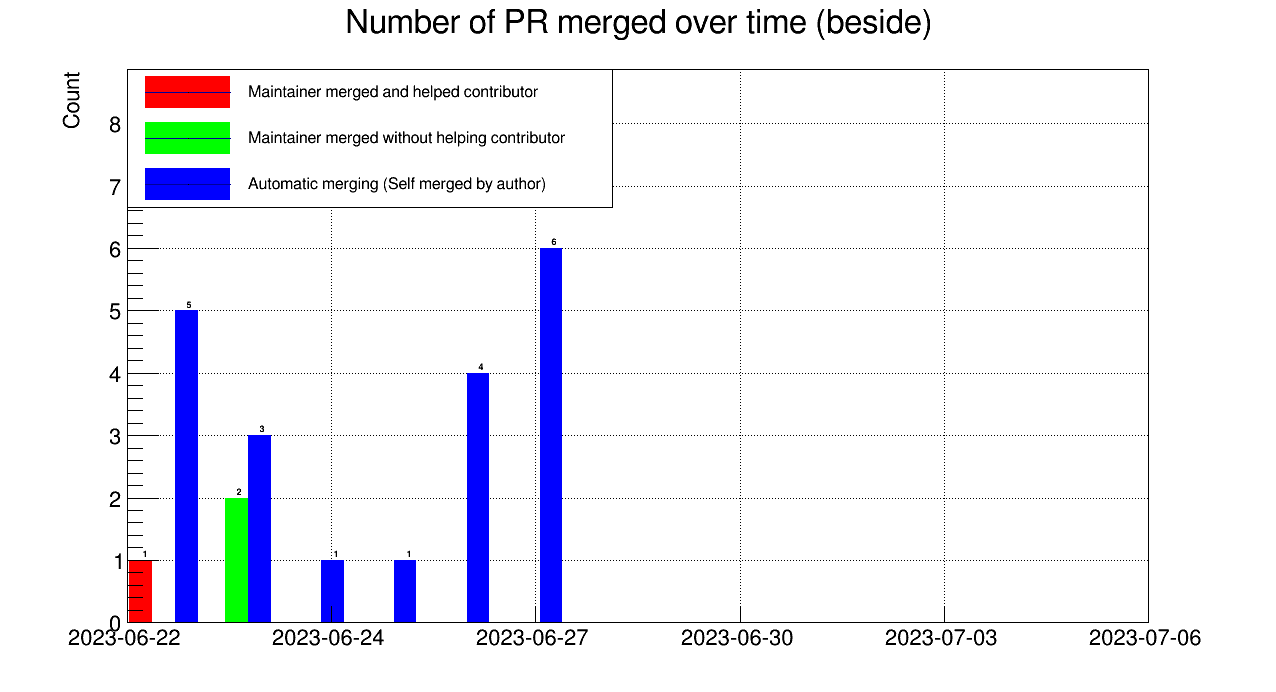 Number of PR merged over time (beside)
Count
Maintainer merged and helped contributor
Maintainer merged without helping contributor
Automatic merging (Self merged by author)
8
7
6
5
4
3
2
1
0
1
5
2
3
1
1
4
6
2023-06-22 2023-06-24 2023-06-27 2023-06-30 2023-07-03 2023-07-06